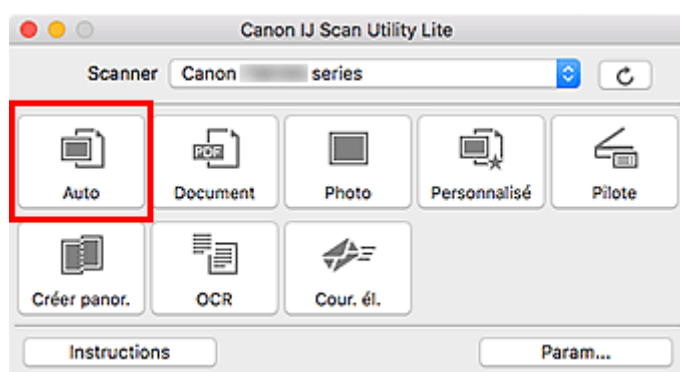 Canon IJ Scan Utility Lite
Scanner Canon series
Auto Document Photo Personnalisé Pilote
PDF
Créer panor. OCR Cour. él.
Instructions Param...